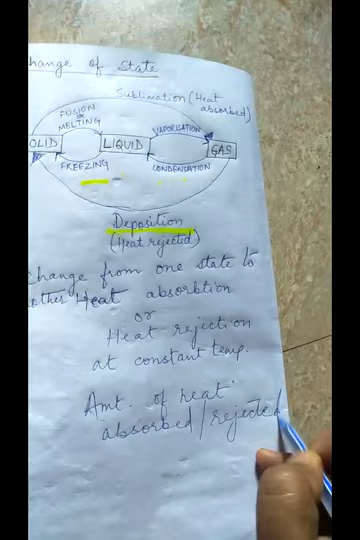 hange of state
Sublimation (Heat
absorbed)
FUSION
or
MELTING
VAPORISATION
OLID
LIQUID
GAS
FREEZING
CONDENSATION
Deposition
(Heat rejected)
hange from one state to
other Heat absorbtion
or
Heat rejection
at constant temp.
Amt. of heat
absorbed/rejected